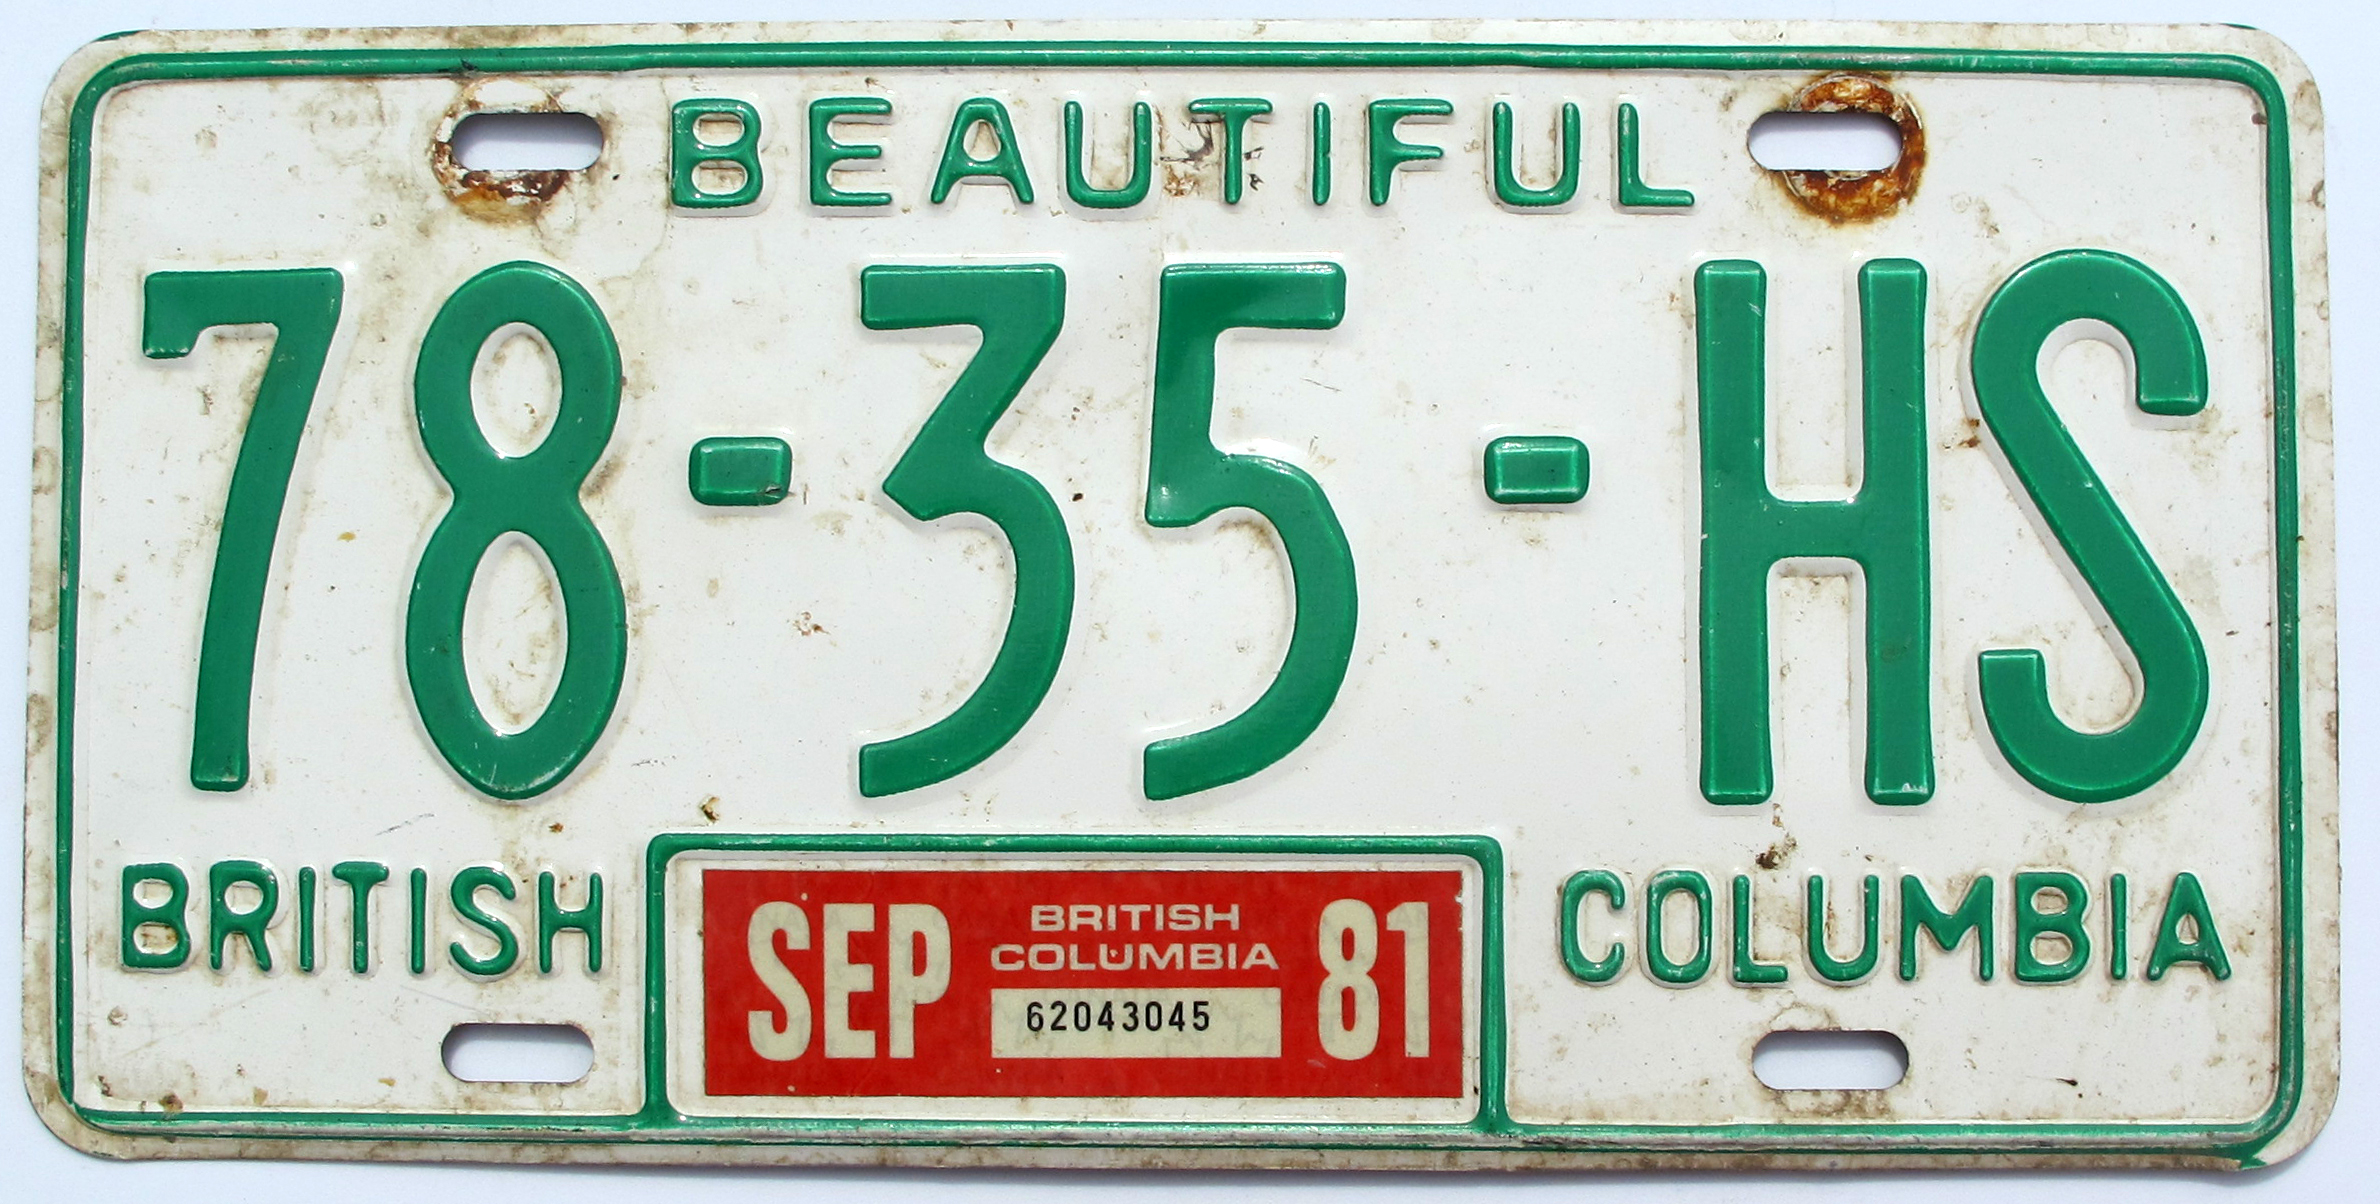 BEAUTIFUL
78-35-HS
BRITISH
COLUMBIA
SEP
BRITISH
COLUMBIA
62043045
81